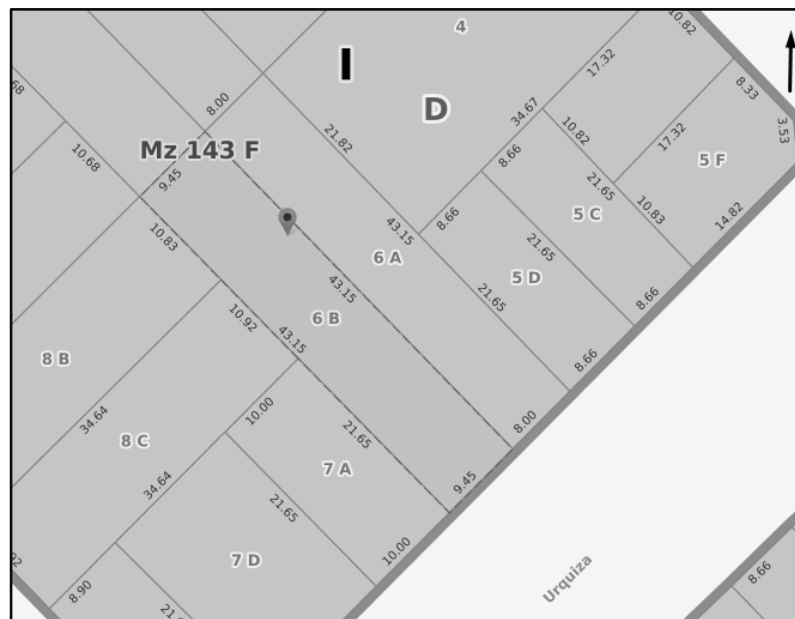 10.82
4
17.32
I
8.33
68
8.00
D
34.67
3.53
21.82
10.82
17.32
Mz 143 F
10.68
8.66
5 F
9.45
21.65
10.83
5 C
14.82
8.66
43.15
10.83
6 A
21.65
5 D
43.15
21.65
8.66
10.92
6 B
43.15
8 B
8.66
10.00
8.00
34.64
21.65
8 C
7 A
34.64
9.45
21.65
10.00
7 D
92
8.90
Urquiza
8.66